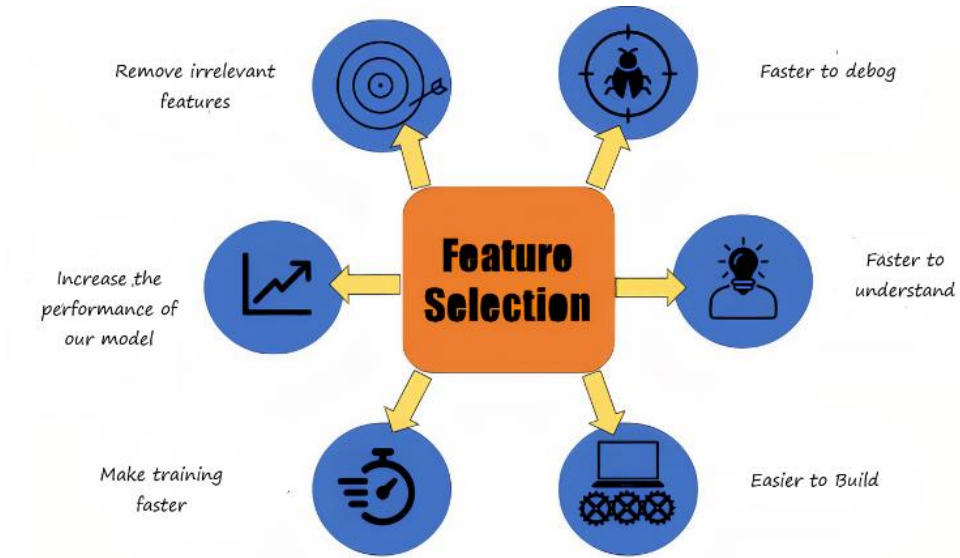 Remove irrelevant
features
Faster to debog
Feature
Selection
Increase the
performance of
our model
Faster to
understand
Make training
faster
Easier to Build